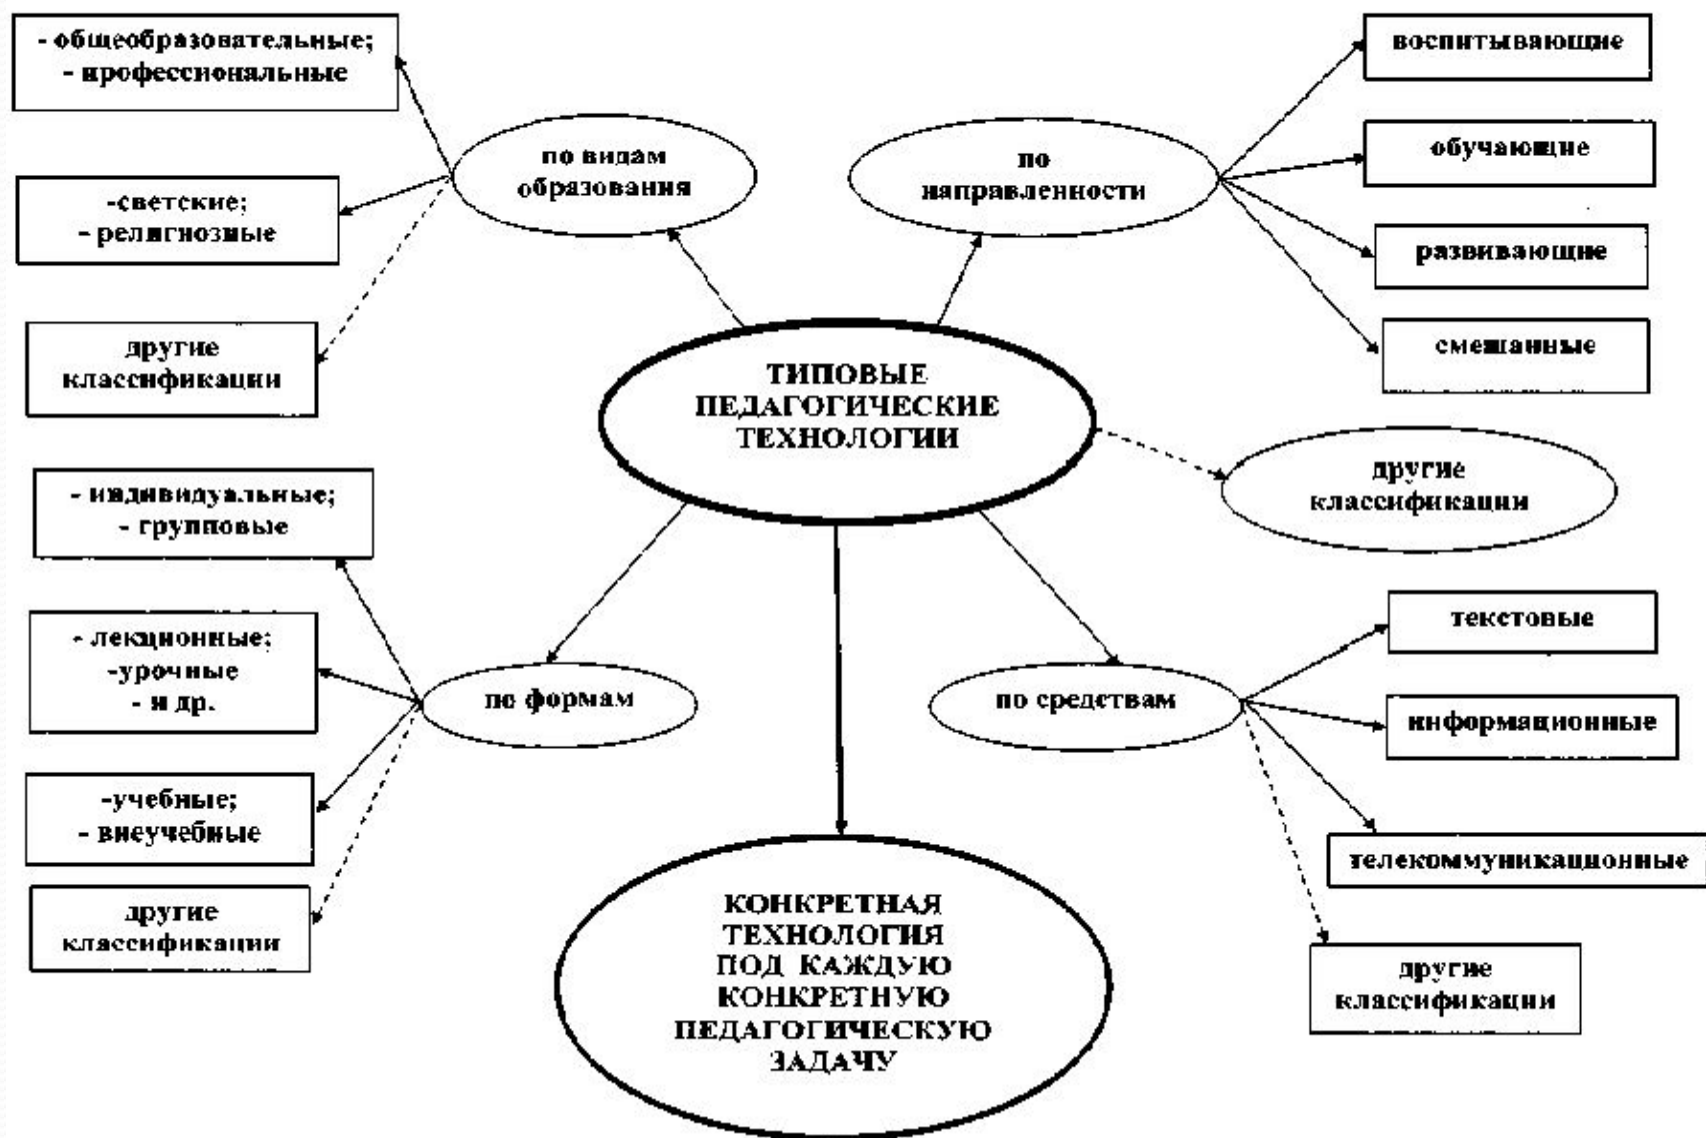 - общеобразовательные;
- профессиональные
-светские;
- религиозные
другие
классификации
по видам
образования
по
направленности
воспитывающие
обучающие
развивающие
смешанные
ТИПОВЫЕ
ПЕДАГОГИЧЕСКИЕ
ТЕХНОЛОГИИ
другие
классификации
- индивидуальные;
- групповые
- лекционные;
-урочные
- и др.
-учебные;
- внеучебные
другие
классификации
по формам
по средствам
текстовые
информационные
телекоммуникационные
другие
классификации
КОНКРЕТНАЯ
ТЕХНОЛОГИЯ
ПОД КАЖДУЮ
КОНКРЕТНУЮ
ПЕДАГОГИЧЕСКУЮ
ЗАДАЧУ